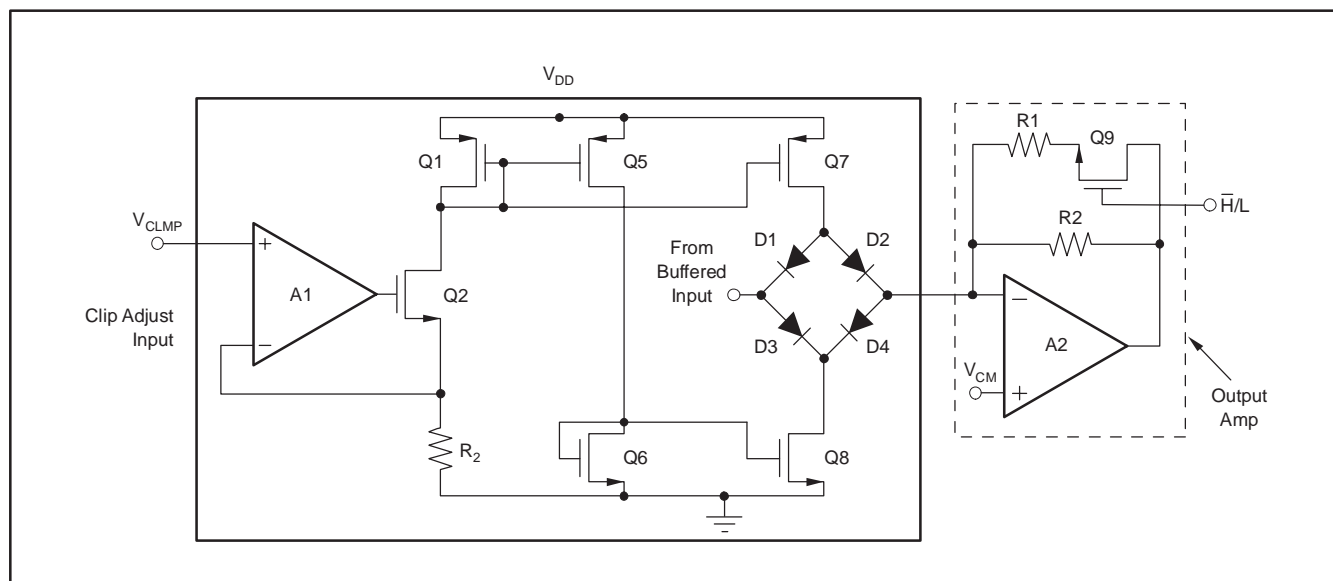 V_DD
Q1
Q5
Q7
R1
Q9
V_CLMP
H̅/L
R2
From
Buffered
Input
D1
D2
+
A1
Q2
Clip Adjust
Input
−
−
D3
D4
A2
V_CM
+
Output
Amp
R_2
Q6
Q8